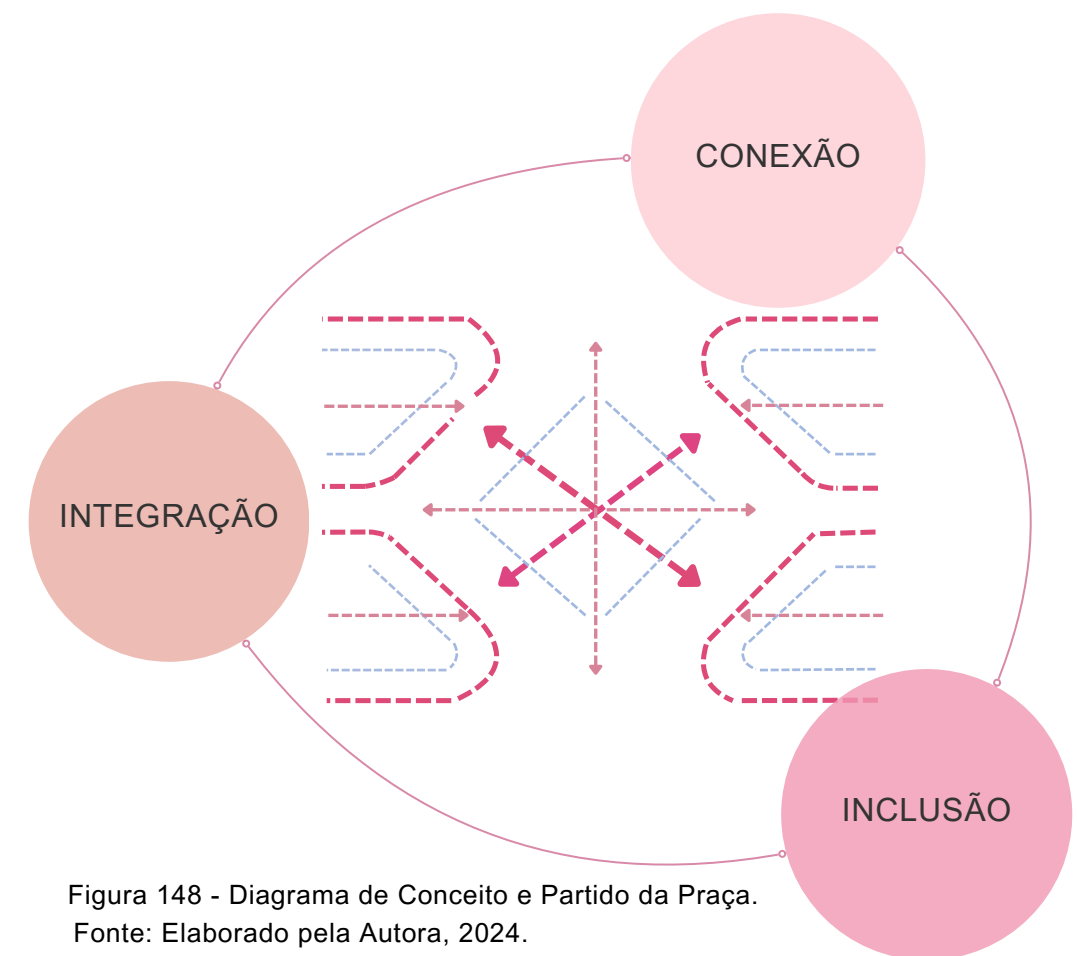 CONEXÃO
INTEGRAÇÃO
INCLUSÃO
Figura 148 - Diagrama de Conceito e Partido da Praça.
Fonte: Elaborado pela Autora, 2024.